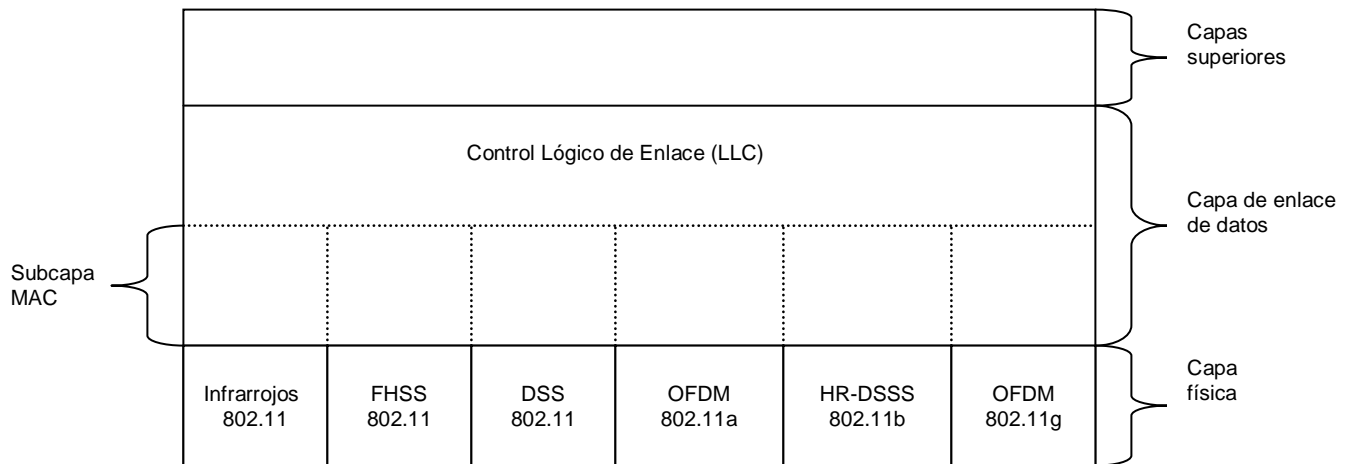 Capas
superiores
Control Lógico de Enlace (LLC)
Capa de enlace
de datos
Subcapa
MAC
Infrarrojos
802.11
FHSS
802.11
DSS
802.11
OFDM
802.11a
HR-DSSS
802.11b
OFDM
802.11g
Capa
física